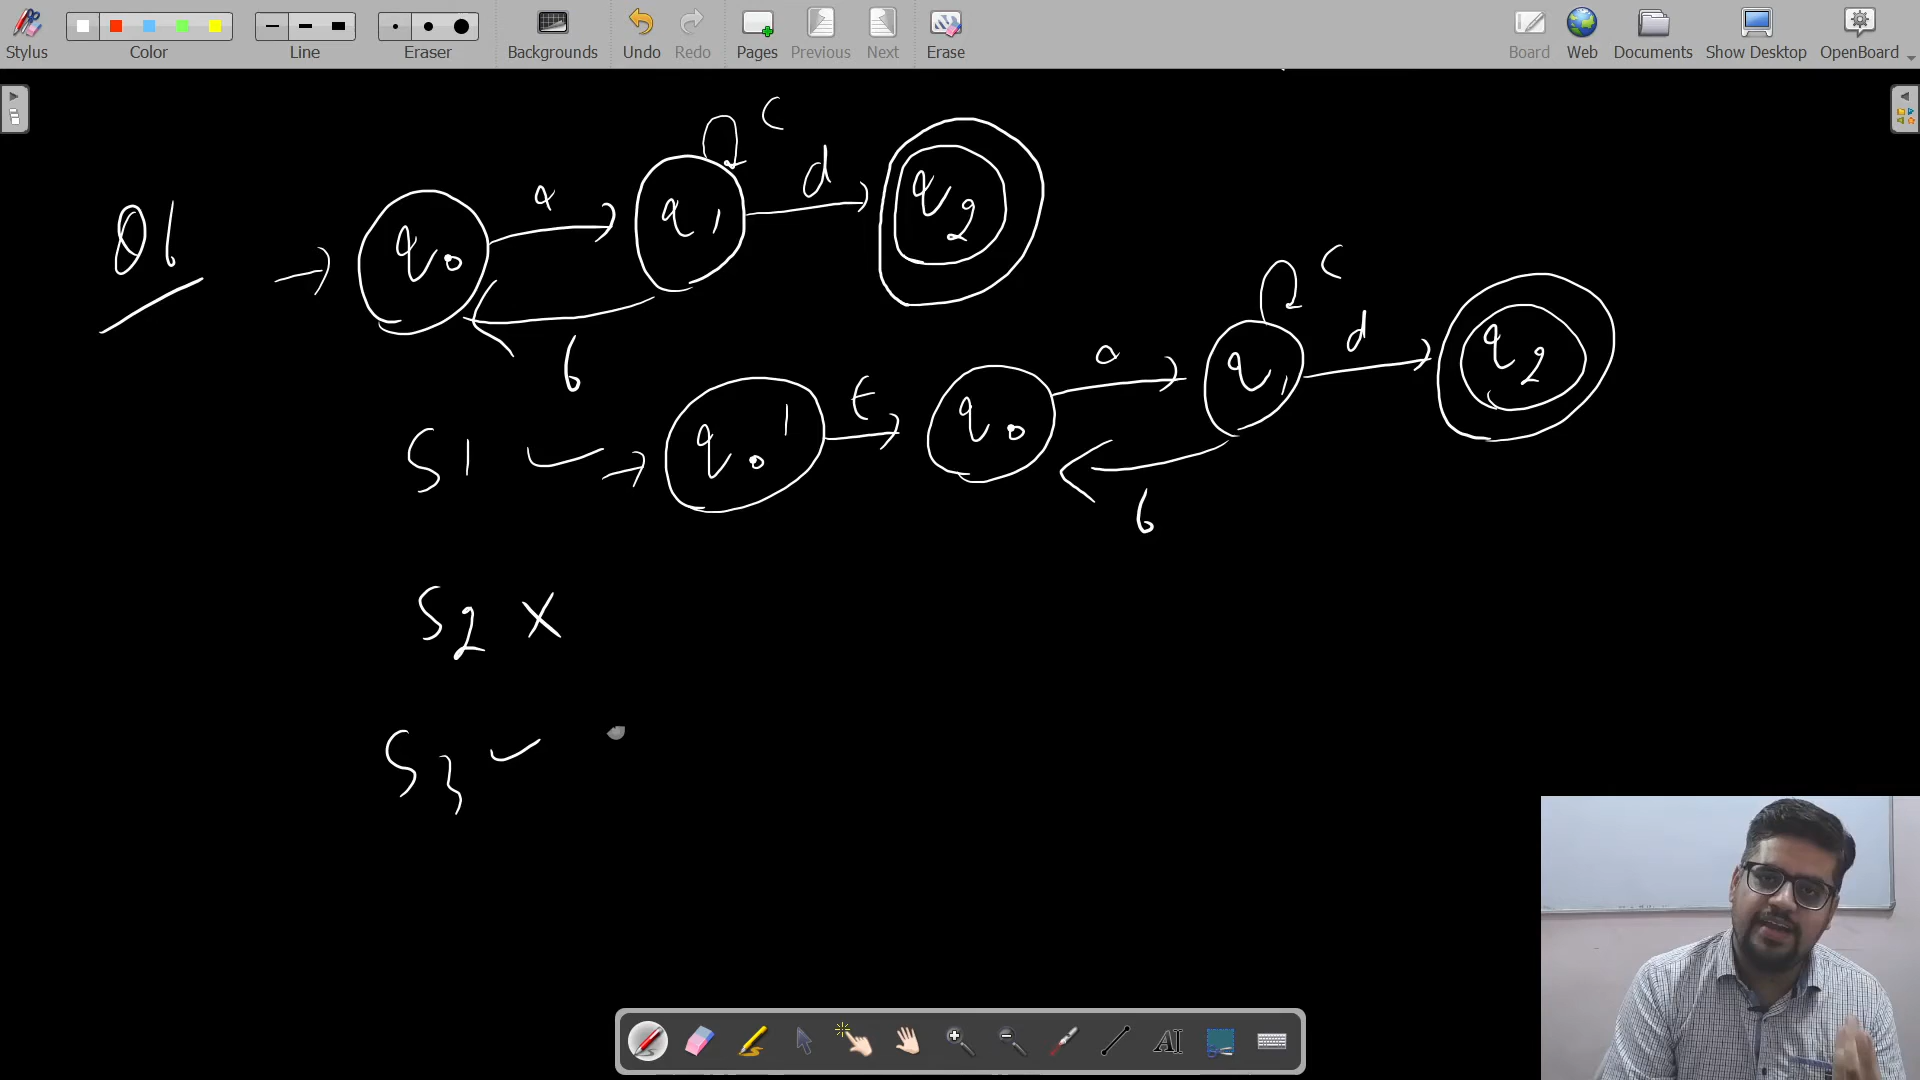 Stylus Color Line Eraser Backgrounds Undo Redo Pages Previous Next Erase Board Web Documents Show Desktop OpenBoard
c
Q1 → q0 a q1 d q2
b
c
S1 ✓ → q0' ε q0 a q1 d q2
b
S2 X
S3 ✓
AI